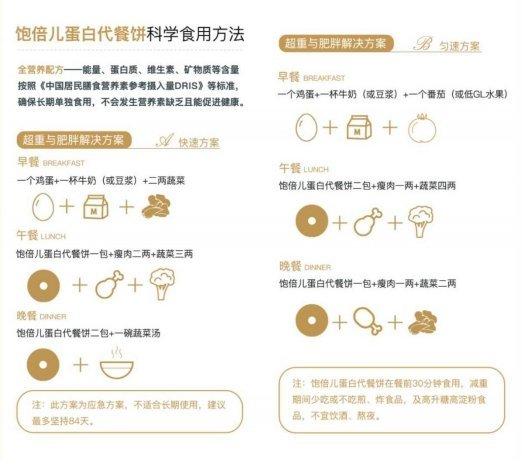 饱倍儿蛋白代餐饼科学食用方法
全营养配方——能量、蛋白质、维生素、矿物质等含量
按照《中国居民膳食营养素参考摄入量DRIS》等标准，
确保长期单独食用，不会发生营养素缺乏且能促进健康。
超重与肥胖解决方案 A 快速方案
早餐 BREAKFAST
一个鸡蛋+一杯牛奶（或豆浆）+二两蔬菜
M
午餐 LUNCH
饱倍儿蛋白代餐饼一包+瘦肉二两+蔬菜三两
晚餐 DINNER
饱倍儿蛋白代餐饼二包+一碗蔬菜汤
注：此方案为应急方案，不适合长期使用，建议
最多坚持84天。
超重与肥胖解决方案 B 匀速方案
早餐 BREAKFAST
一个鸡蛋+一杯牛奶（或豆浆）+一个番茄（或低GL水果）
M
午餐 LUNCH
饱倍儿蛋白代餐饼二包+瘦肉一两+蔬菜四两
晚餐 DINNER
饱倍儿蛋白代餐饼一包+瘦肉一两+蔬菜二两
注：饱倍儿蛋白代餐饼在餐前30分钟食用，减重
期间少吃或不吃煎、炸食品，及高升糖高淀粉食
品，不宜饮酒、熬夜。